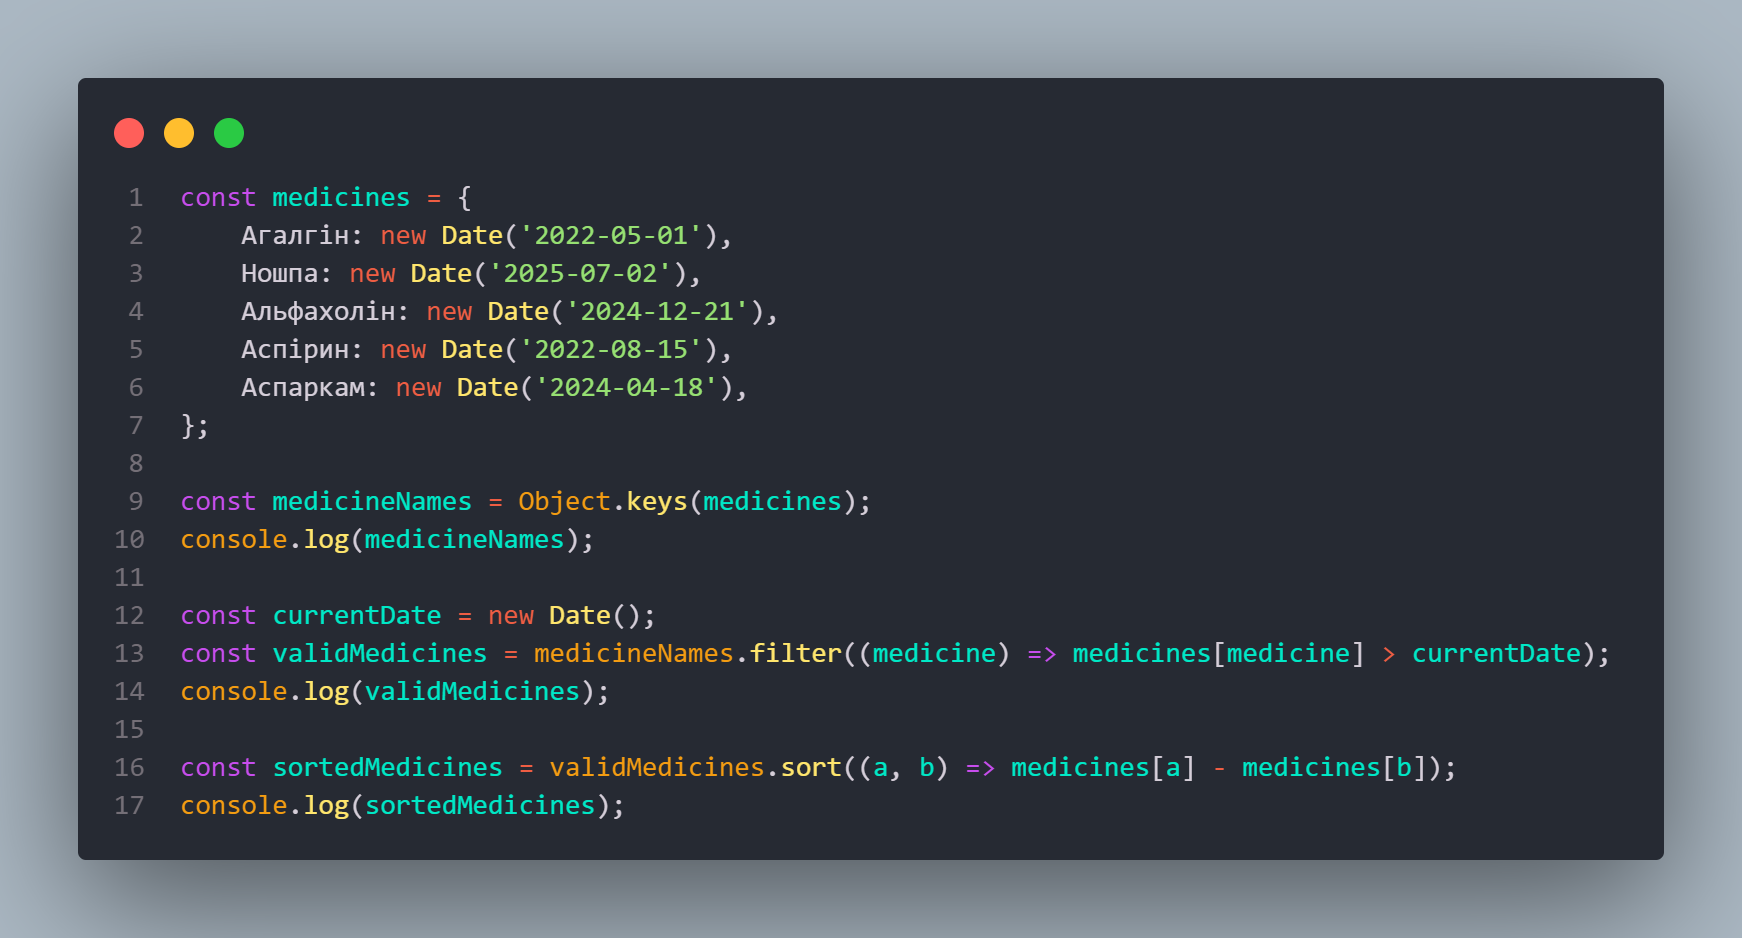 1 const medicines = {
2     Агалгін: new Date('2022-05-01'),
3     Ношпа: new Date('2025-07-02'),
4     Альфахолін: new Date('2024-12-21'),
5     Аспірин: new Date('2022-08-15'),
6     Аспаркам: new Date('2024-04-18'),
7 };
8
9 const medicineNames = Object.keys(medicines);
10 console.log(medicineNames);
11
12 const currentDate = new Date();
13 const validMedicines = medicineNames.filter((medicine) => medicines[medicine] > currentDate);
14 console.log(validMedicines);
15
16 const sortedMedicines = validMedicines.sort((a, b) => medicines[a] - medicines[b]);
17 console.log(sortedMedicines);